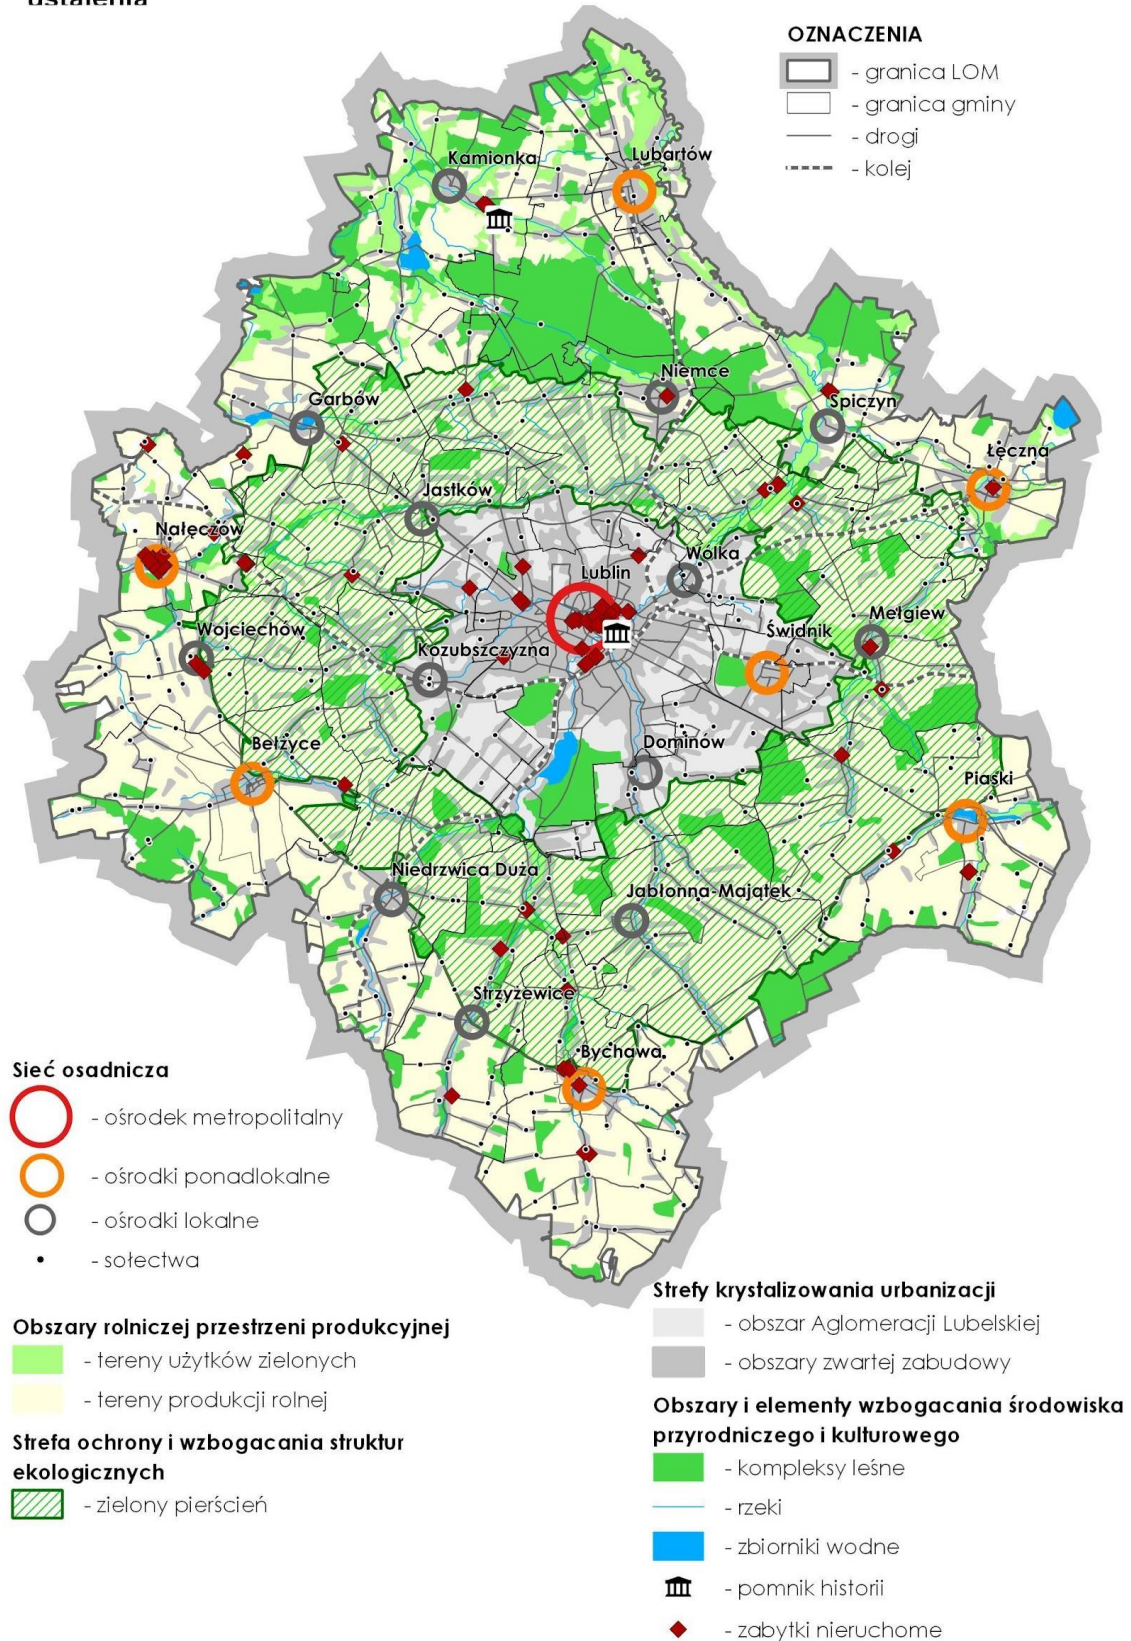 ustalenia
OZNACZENIA
- granica LOM
- granica gminy
- drogi
- kolej
Kamionka
Lubartów
Niemce
Garbów
Spiczyn
Łęczna
Jastków
Nałęczów
Wólka
Lublin
Mełgiew
Wojciechów
Świdnik
Kozubszczyzna
Bełżyce
Dominów
Piaski
Niedrzwica Duża
Jabłonna-Majątek
Strzyżewice
Bychawa
Sieć osadnicza
- ośrodek metropolitalny
- ośrodki ponadlokalne
- ośrodki lokalne
- sołectwa
Obszary rolniczej przestrzeni produkcyjnej
- tereny użytków zielonych
- tereny produkcji rolnej
Strefa ochrony i wzbogacania struktur
ekologicznych
- zielony pierścień
Strefy krystalizowania urbanizacji
- obszar Aglomeracji Lubelskiej
- obszary zwartej zabudowy
Obszary i elementy wzbogacania środowiska
przyrodniczego i kulturowego
- kompleksy leśne
- rzeki
- zbiorniki wodne
- pomnik historii
- zabytki nieruchome